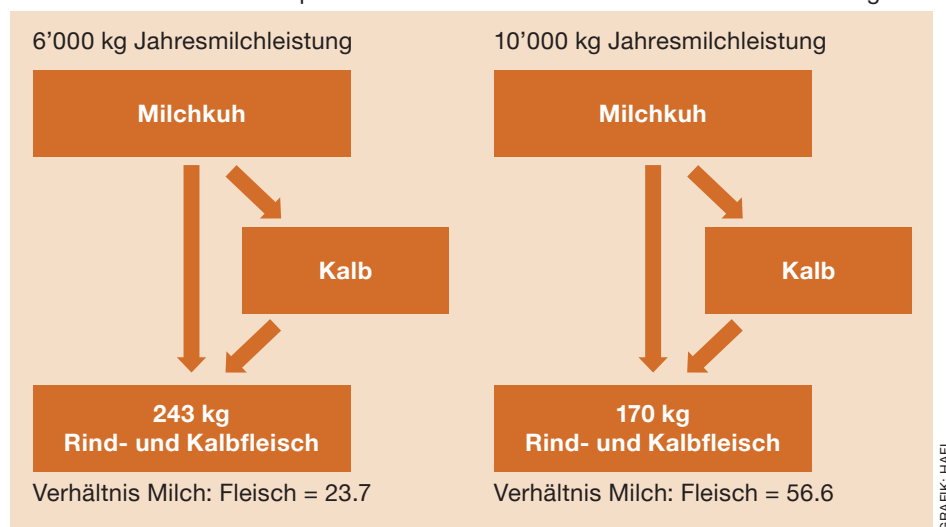 6’000 kg Jahresmilchleistung
Milchkuh
Kalb
243 kg
Rind- und Kalbfleisch
Verhältnis Milch: Fleisch = 23.7
10’000 kg Jahresmilchleistung
Milchkuh
Kalb
170 kg
Rind- und Kalbfleisch
Verhältnis Milch: Fleisch = 56.6